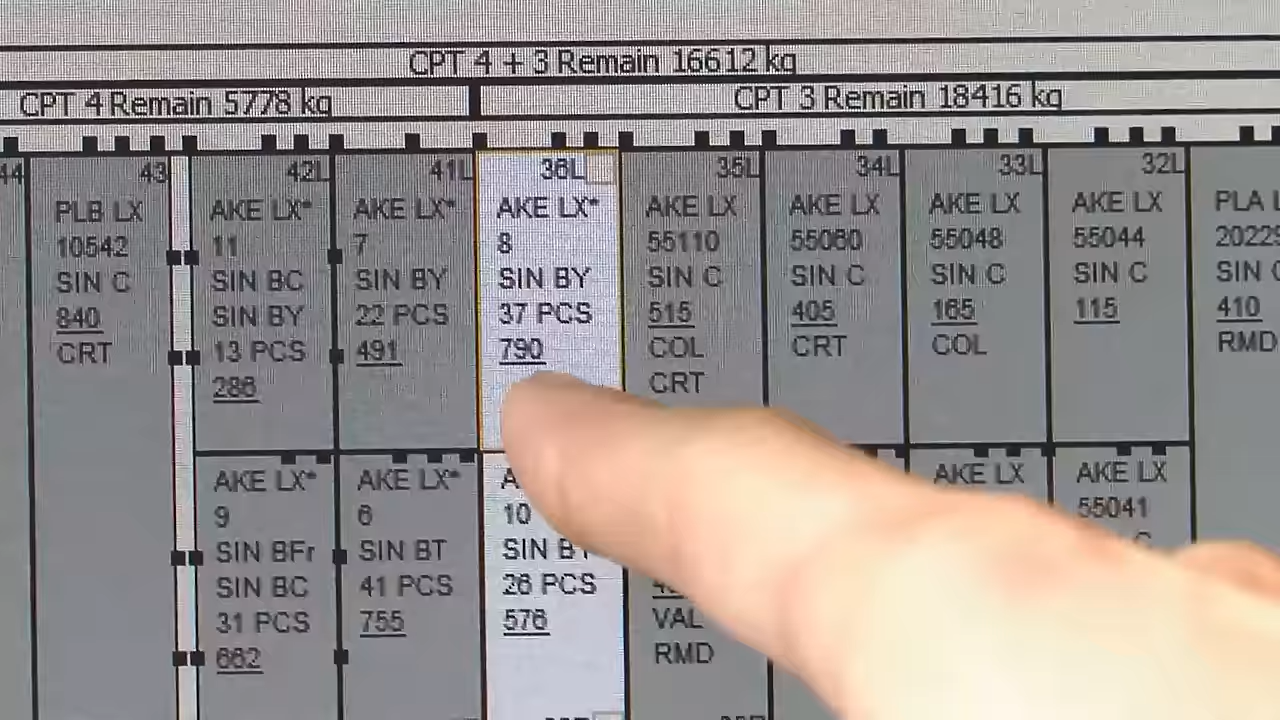 CPT 4 + 3 Remain 16612 kg
CPT 4 Remain 5778 kg
CPT 3 Remain 18416 kg
44
43
PLB LX
10542
SIN C
840
CRT
42L
AKE LX*
11
SIN BC
SIN BY
13 PCS
286
41L
AKE LX*
7
SIN BY
22 PCS
491
36L
AKE LX*
8
SIN BY
37 PCS
790
35L
AKE LX
55110
SIN C
515
COL
CRT
34L
AKE LX
55060
SIN C
405
CRT
33L
AKE LX
55048
SIN C
165
COL
32L
AKE LX
55044
SIN C
115
PLA
SIN
410
RMD
AKE LX*
9
SIN BFr
SIN BC
31 PCS
662
AKE LX*
6
SIN BT
41 PCS
755
10
SIN
26 PCS
576
VAL
RMD
AKE LX
AKE LX
55041
C